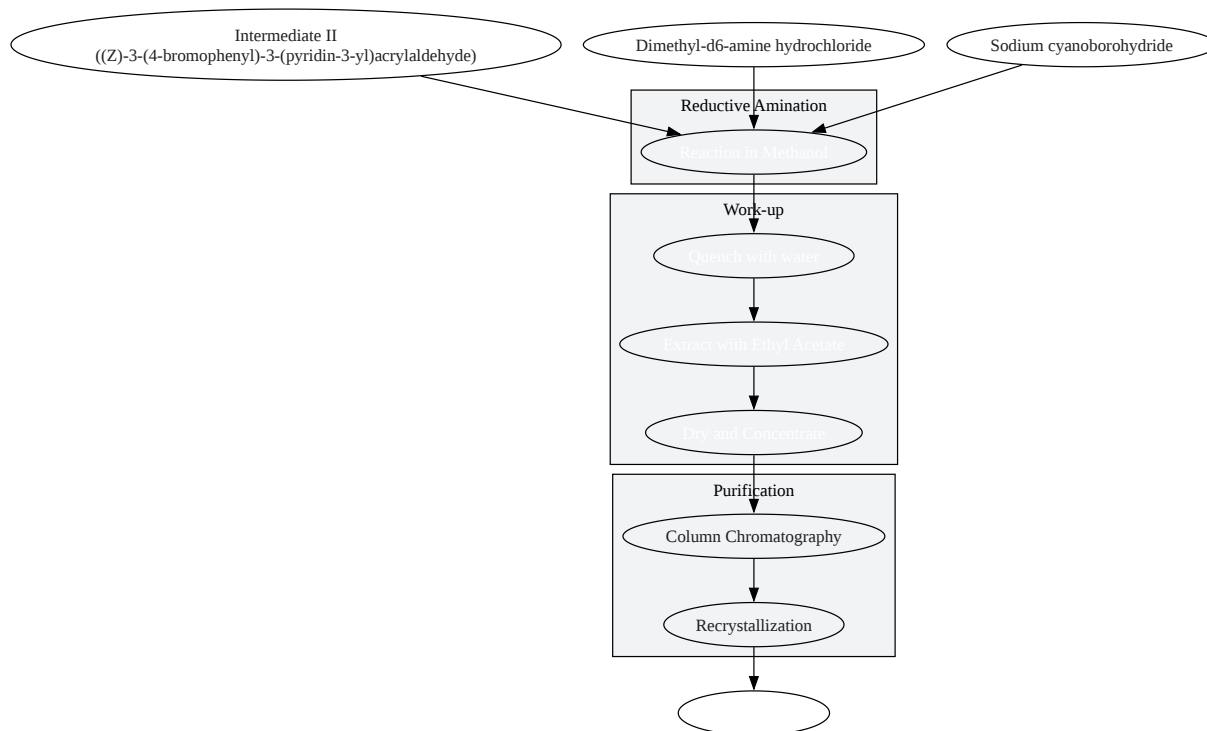 Intermediate II
((Z)-3-(4-bromophenyl)-3-(pyridin-3-yl)acrylaldehyde)
Dimethyl-d6-amine hydrochloride
Sodium cyanoborohydride
Reductive Amination
Reaction in Methanol
Work-up
Quench with water
Extract with Ethyl Acetate
Dry and Concentrate
Purification
Column Chromatography
Recrystallization